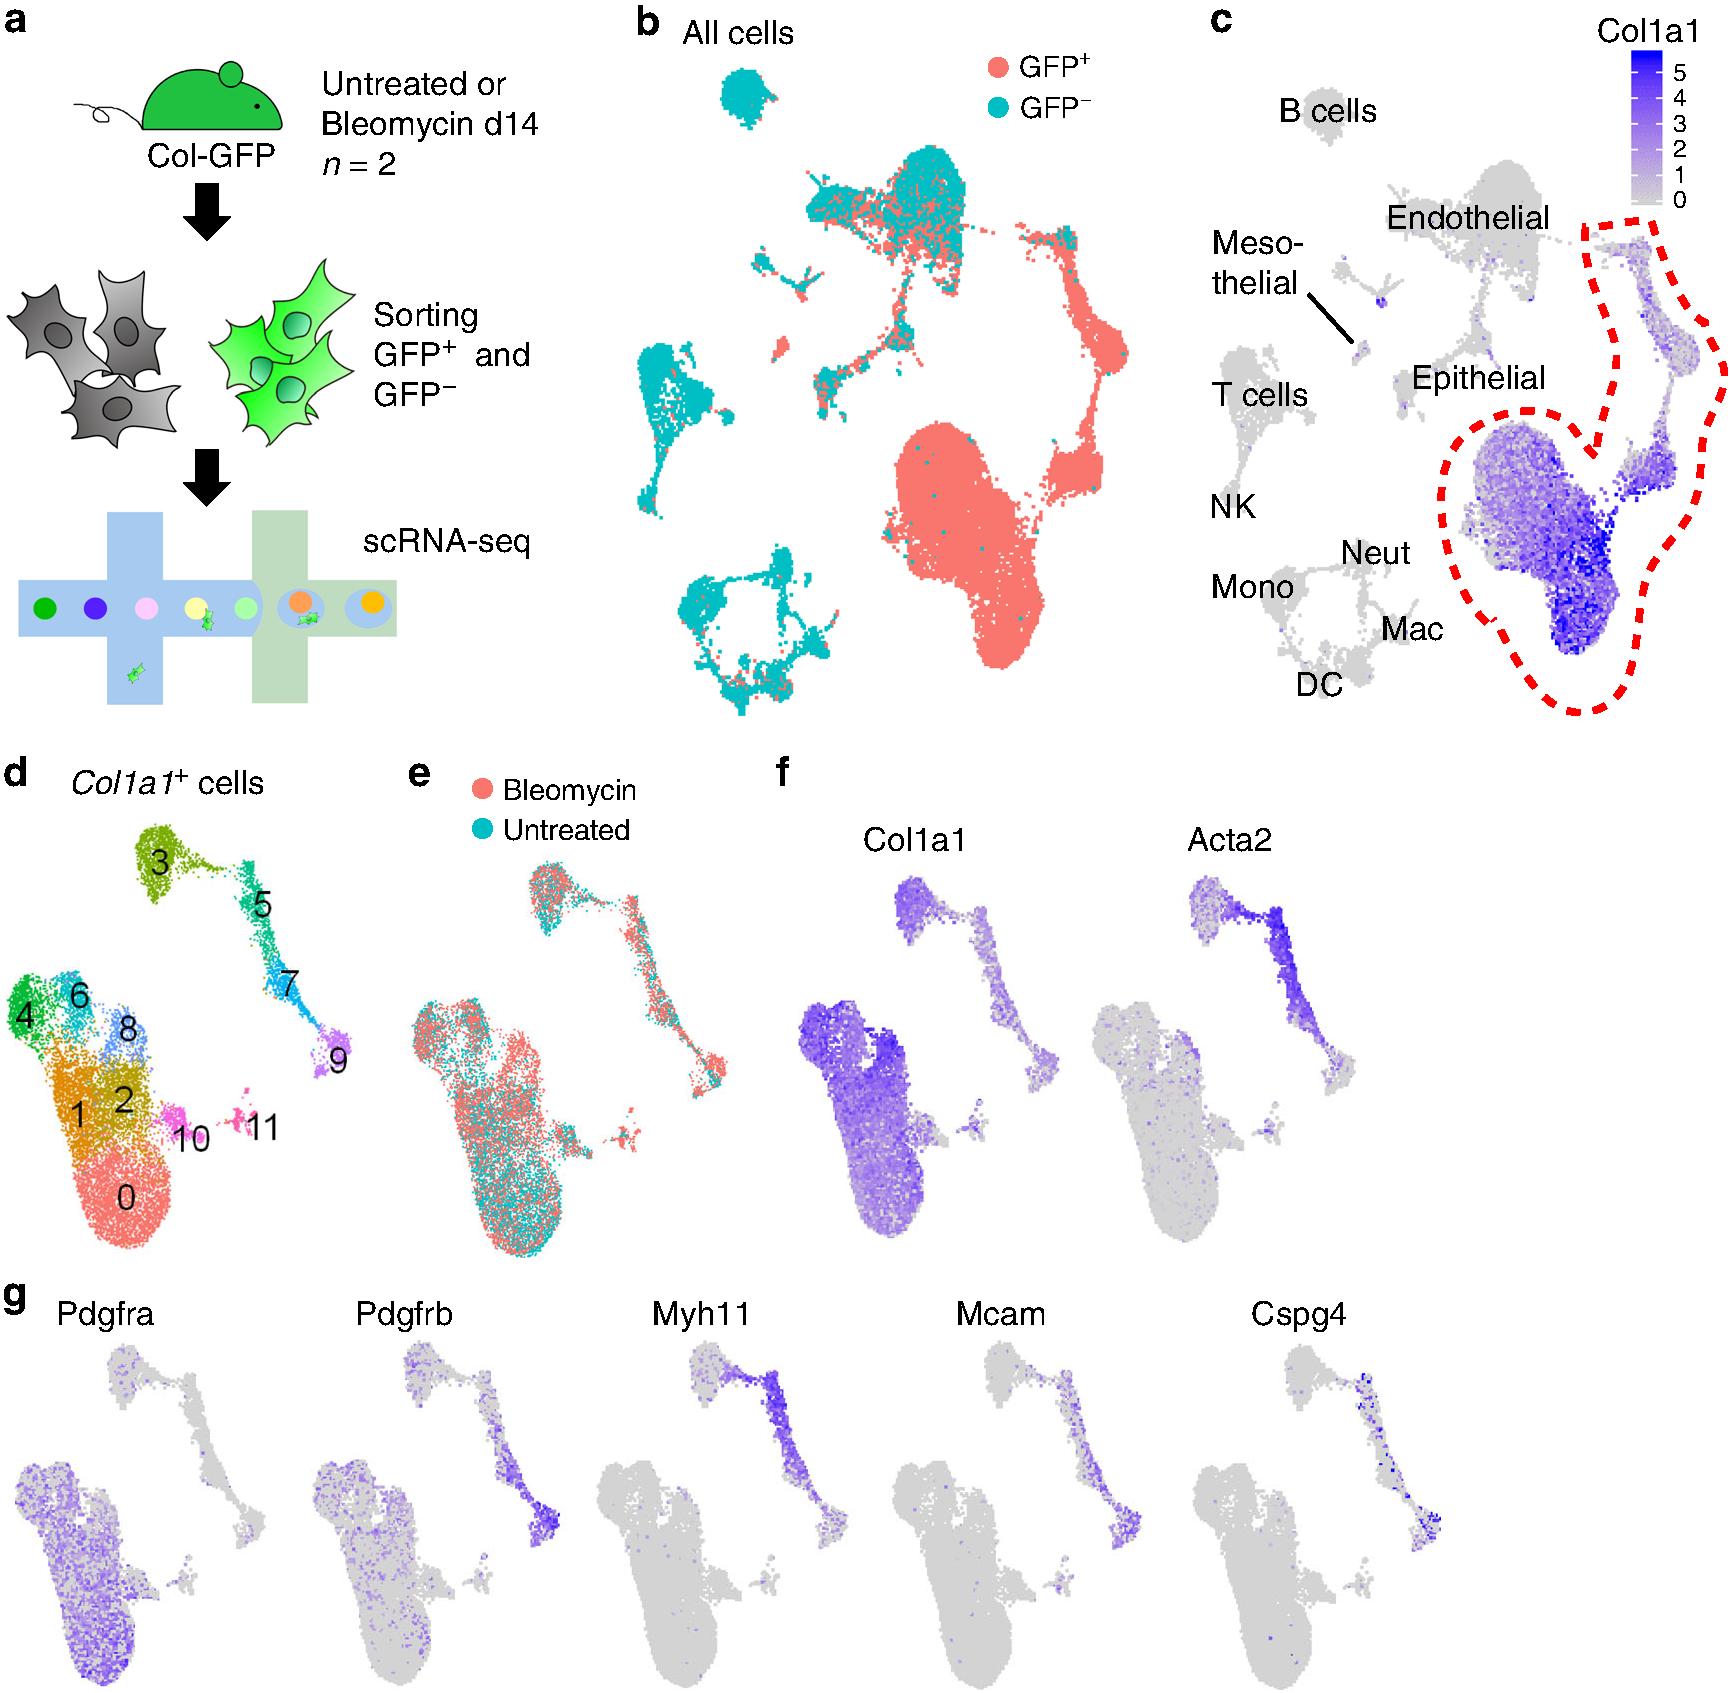 a
Untreated or
Bleomycin d14
n = 2
Col-GFP
Sorting
GFP⁺ and
GFP⁻
scRNA-seq
b
All cells
GFP⁺
GFP⁻
c
Col1a1
5
4
3
2
1
0
B cells
Endothelial
Meso-
thelial
Epithelial
T cells
NK
Neut
Mono
Mac
DC
d
Col1a1⁺ cells
3
5
7
9
4
6
8
1
2
10
11
0
e
Bleomycin
Untreated
f
Col1a1
Acta2
g
Pdgfra
Pdgfrb
Myh11
Mcam
Cspg4